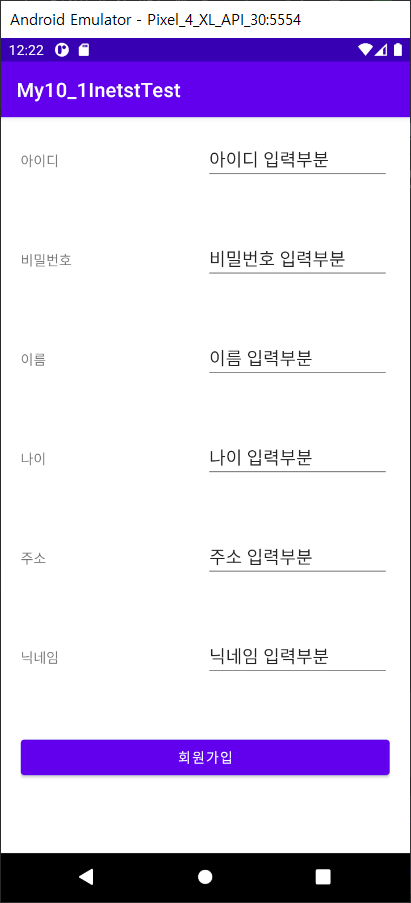 Android Emulator - Pixel_4_XL_API_30:5554
12:22
My10_1InetstTest
아이디 아이디 입력부분
비밀번호 비밀번호 입력부분
이름 이름 입력부분
나이 나이 입력부분
주소 주소 입력부분
닉네임 닉네임 입력부분
회원가입